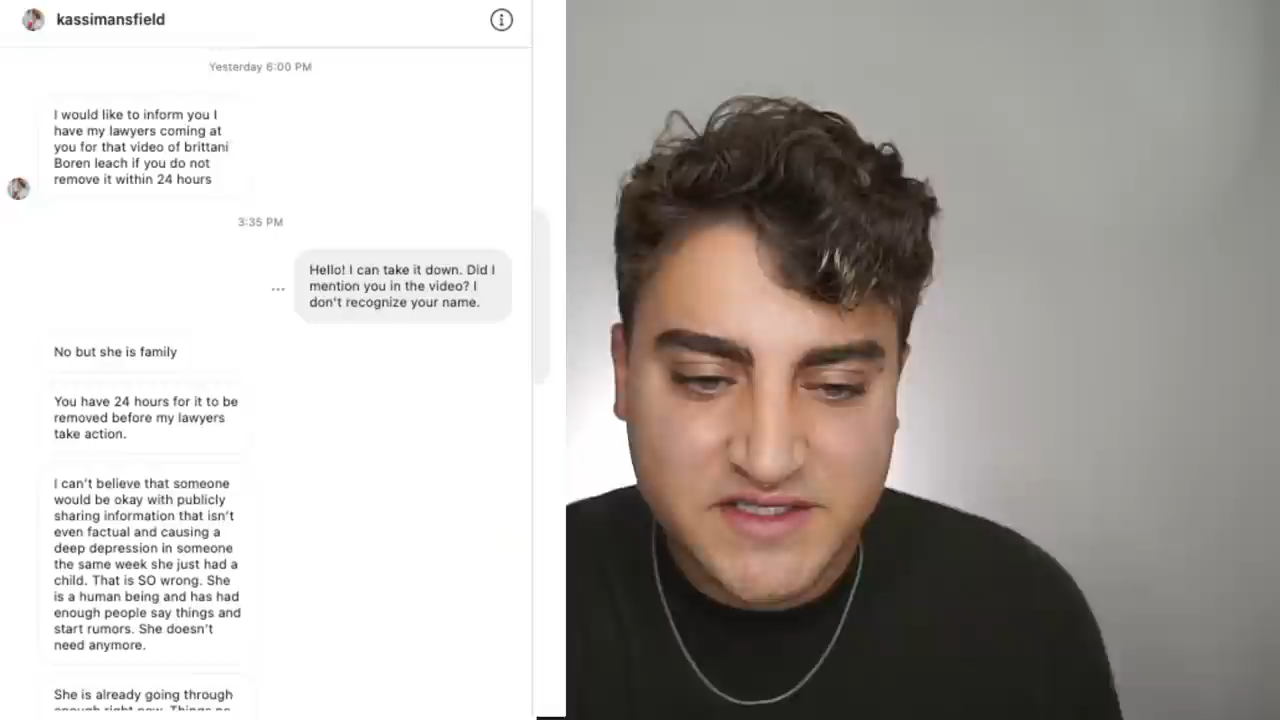 kassimansfield
Yesterday 6:00 PM
I would like to inform you I
have my lawyers coming at
you for that video of brittani
Boren leach if you do not
remove it within 24 hours
3:35 PM
Hello! I can take it down. Did I
mention you in the video? I
don't recognize your name.
No but she is family
You have 24 hours for it to be
removed before my lawyers
take action.
I can't believe that someone
would be okay with publicly
sharing information that isn't
even factual and causing a
deep depression in someone
the same week she just had a
child. That is SO wrong. She
is a human being and has had
enough people say things and
start rumors. She doesn't
need anymore.
She is already going through
enough right now. Things